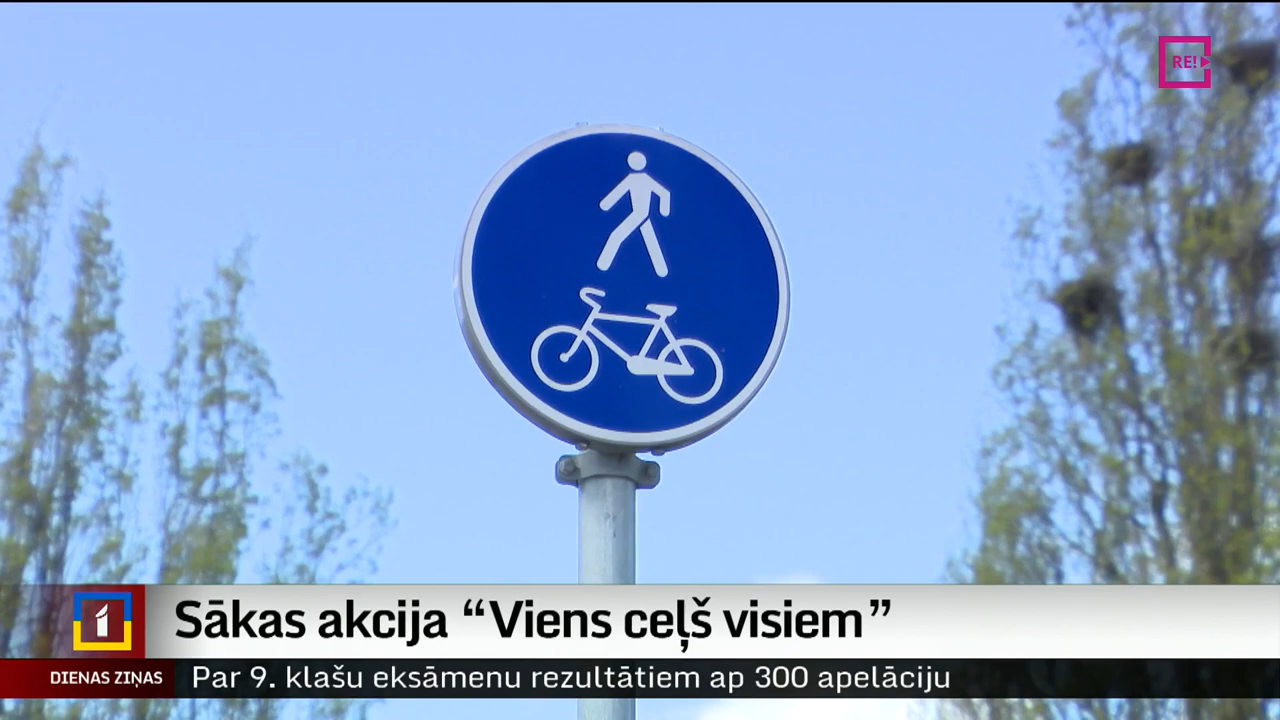 RE!
Sākas akcija “Viens ceļš visiem”
1
DIENAS ZIŅAS
Par 9. klašu eksāmenu rezultātiem ap 300 apelāciju